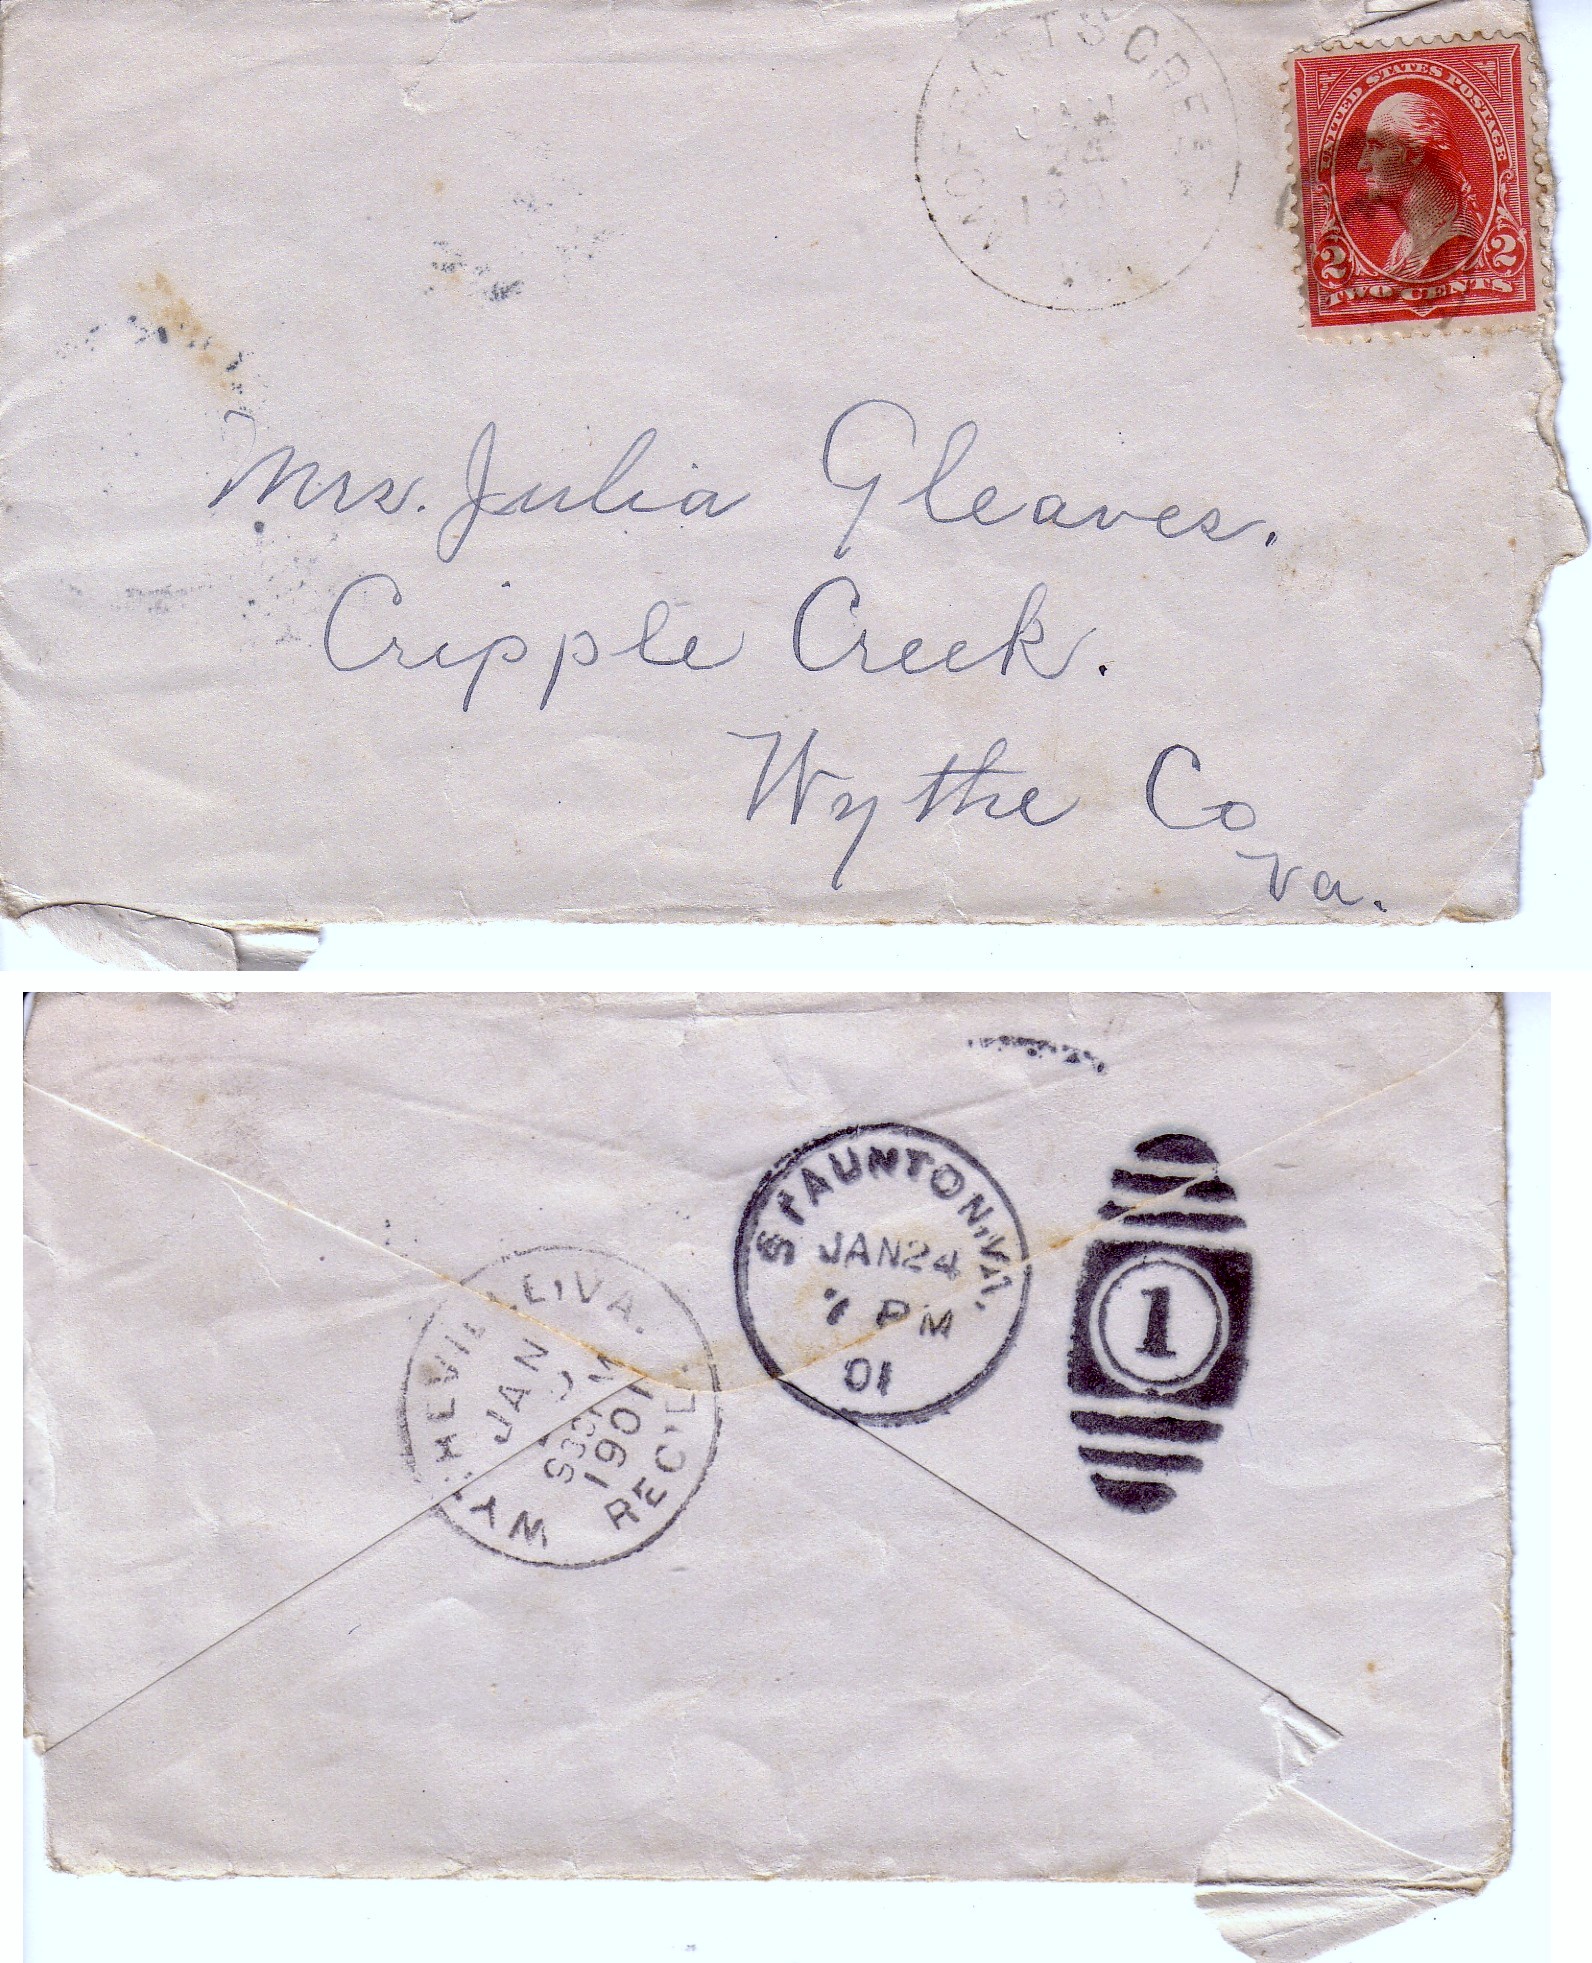 JAN
1901
UNITED STATES POSTAGE
2 2
TWO CENTS
Mrs. Julia Gleaves.
Cripple Creek.
Wythe Co
Va.
STAUNTON, VA.
JAN 24
7 PM
01
1
JAN
1901
REC'D.